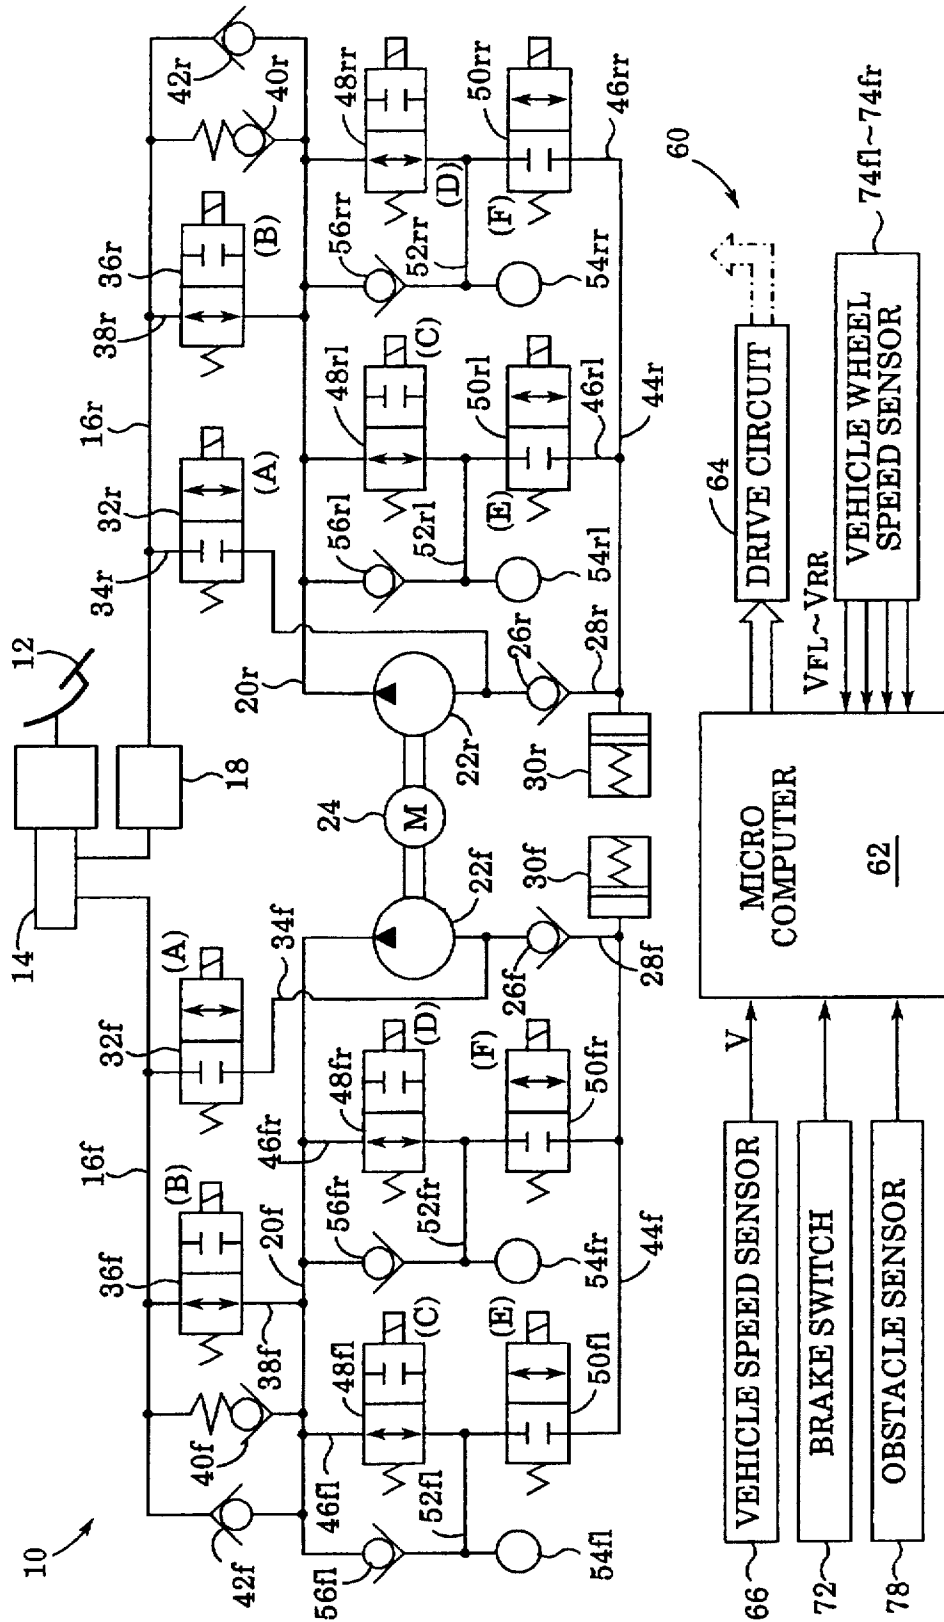 10
12
14
18
16f
16r
42f
40f
36f
(B)
38f
32f
(A)
34f
34r
32r
(A)
38r
36r
(B)
40r
42r
20f
20r
24
M
22f
22r
46fl
48fl
(C)
46fr
48fr
(D)
56fl
52fl
54fl
56fr
52fr
54fr
50fl
(E)
50fr
(F)
44f
26f
28f
30f
30r
26r
28r
56rl
52rl
54rl
48rl
(C)
50rl
(E)
46rl
44r
56rr
52rr
54rr
48rr
(D)
50rr
(F)
46rr
60
66
VEHICLE SPEED SENSOR
V
72
BRAKE SWITCH
78
OBSTACLE SENSOR
MICRO
COMPUTER
62
64
DRIVE CIRCUIT
VFL~VRR
VEHICLE WHEEL
SPEED SENSOR
74fl~74fr